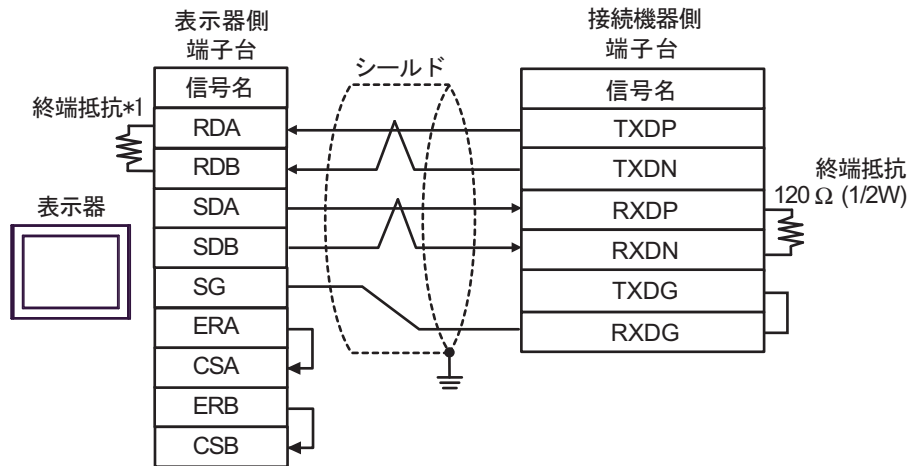 表示器側
端子台
接続機器側
端子台
シールド
信号名
RDA
RDB
SDA
SDB
SG
ERA
CSA
ERB
CSB
終端抵抗*1
表示器
信号名
TXDP
TXDN
RXDP
RXDN
TXDG
RXDG
終端抵抗
120 Ω (1/2W)